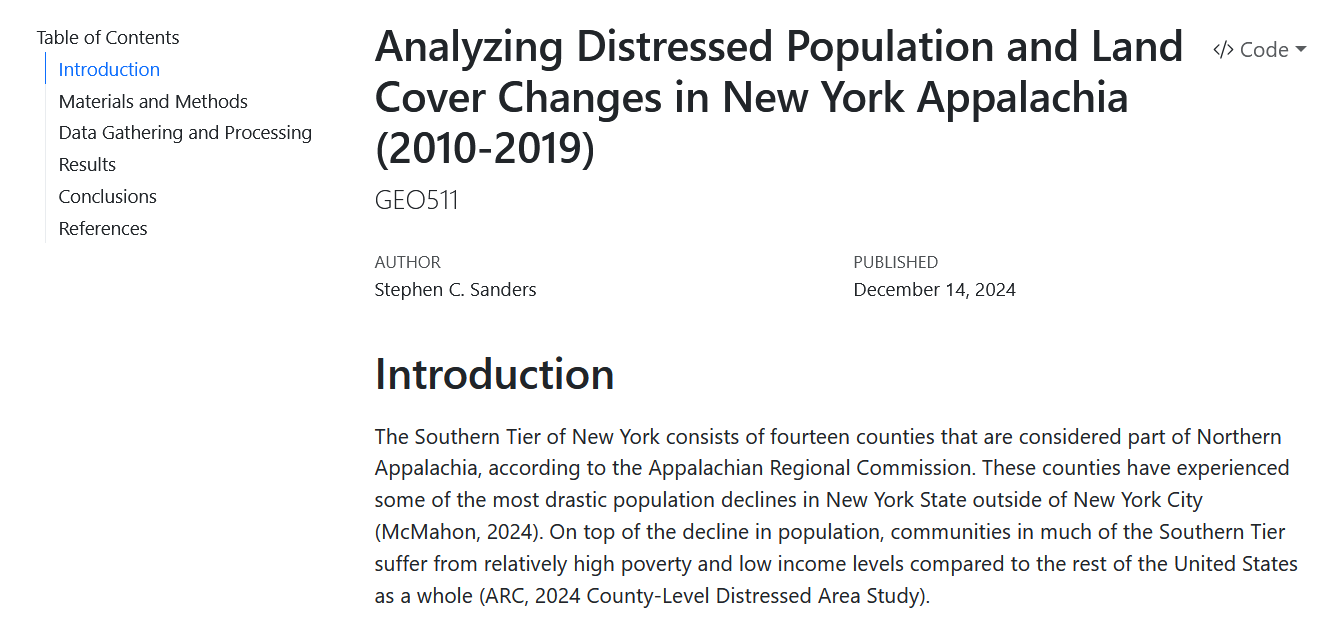 Table of Contents
Introduction
Materials and Methods
Data Gathering and Processing
Results
Conclusions
References
Analyzing Distressed Population and Land
Cover Changes in New York Appalachia
(2010-2019)
</> Code
GEO511
AUTHOR
Stephen C. Sanders
PUBLISHED
December 14, 2024
Introduction
The Southern Tier of New York consists of fourteen counties that are considered part of Northern
Appalachia, according to the Appalachian Regional Commission. These counties have experienced
some of the most drastic population declines in New York State outside of New York City
(McMahon, 2024). On top of the decline in population, communities in much of the Southern Tier
suffer from relatively high poverty and low income levels compared to the rest of the United States
as a whole (ARC, 2024 County-Level Distressed Area Study).